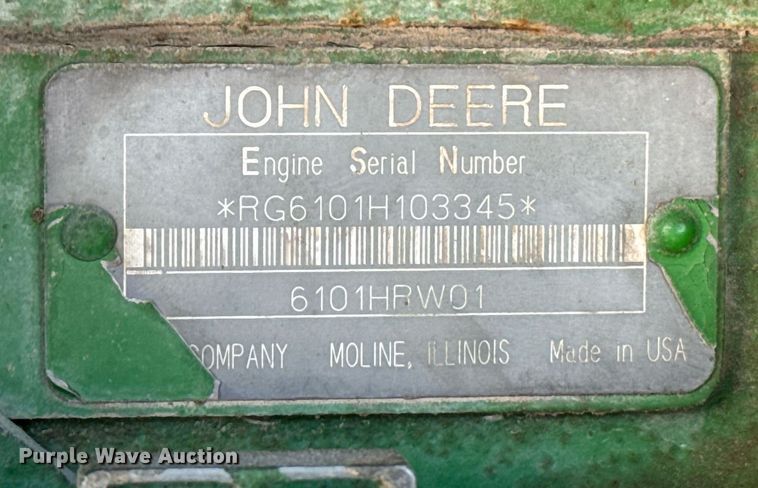 JOHN DEERE
Engine Serial Number
*RG6101H103345*
6101HRW01
COMPANY MOLINE, ILLINOIS Made in USA
Purple Wave Auction